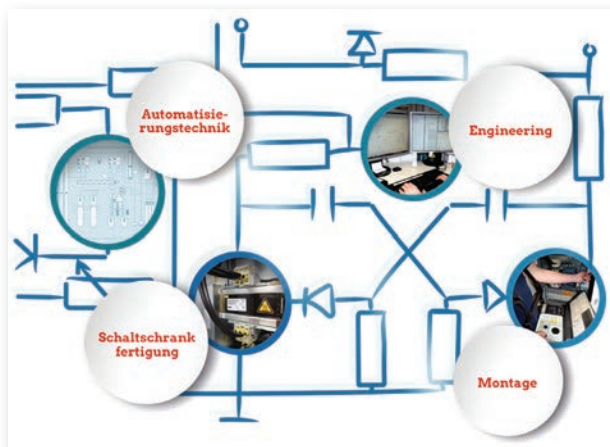 Automatisie-
rungstechnik
Engineering
Schaltschrank
fertigung
Montage